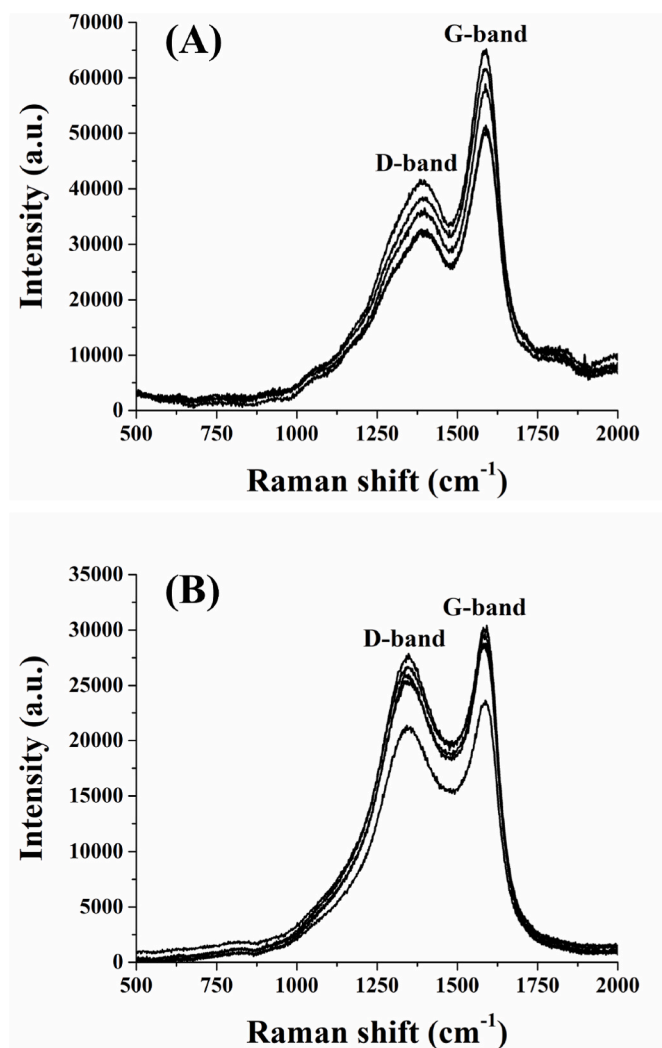 (A)
G-band
D-band
70000
60000
50000
40000
30000
20000
10000
0
Intensity (a.u.)
500 750 1000 1250 1500 1750 2000
Raman shift (cm⁻¹)
(B)
G-band
D-band
35000
30000
25000
20000
15000
10000
5000
0
Intensity (a.u.)
500 750 1000 1250 1500 1750 2000
Raman shift (cm⁻¹)